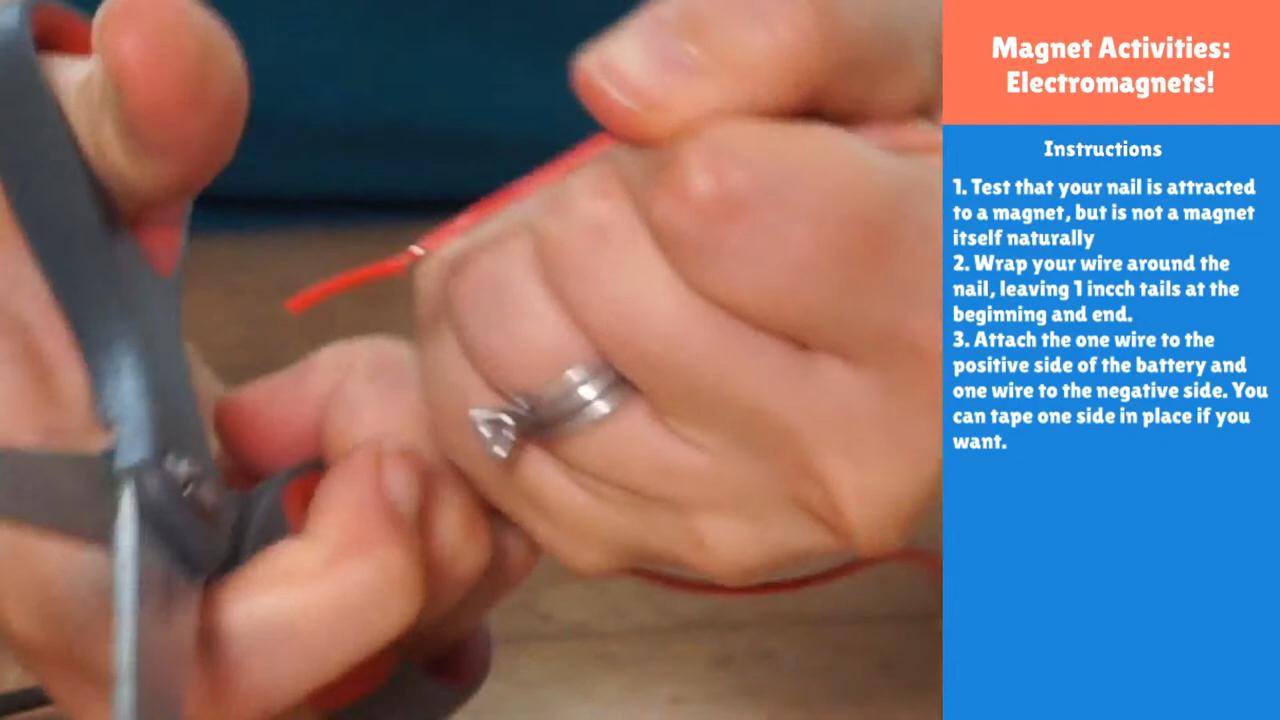 Magnet Activities:
Electromagnets!
Instructions
1. Test that your nail is attracted
to a magnet, but is not a magnet
itself naturally
2. Wrap your wire around the
nail, leaving 1 incch tails at the
beginning and end.
3. Attach the one wire to the
positive side of the battery and
one wire to the negative side. You
can tape one side in place if you
want.